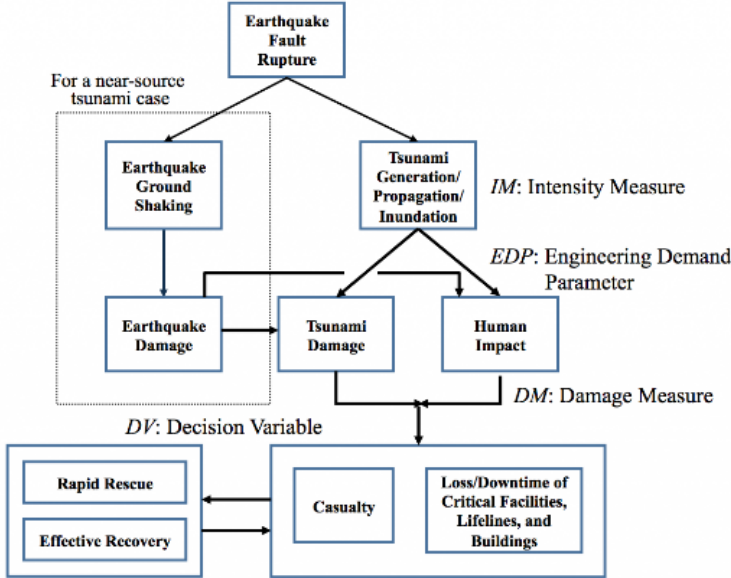 Earthquake
Fault
Rupture
For a near-source
tsunami case
Earthquake
Ground
Shaking
Tsunami
Generation/
Propagation/
Inundation
IM: Intensity Measure
EDP: Engineering Demand
Parameter
Earthquake
Damage
Tsunami
Damage
Human
Impact
DM: Damage Measure
DV: Decision Variable
Rapid Rescue
Effective Recovery
Casualty
Loss/Downtime of
Critical Facilities,
Lifelines, and
Buildings